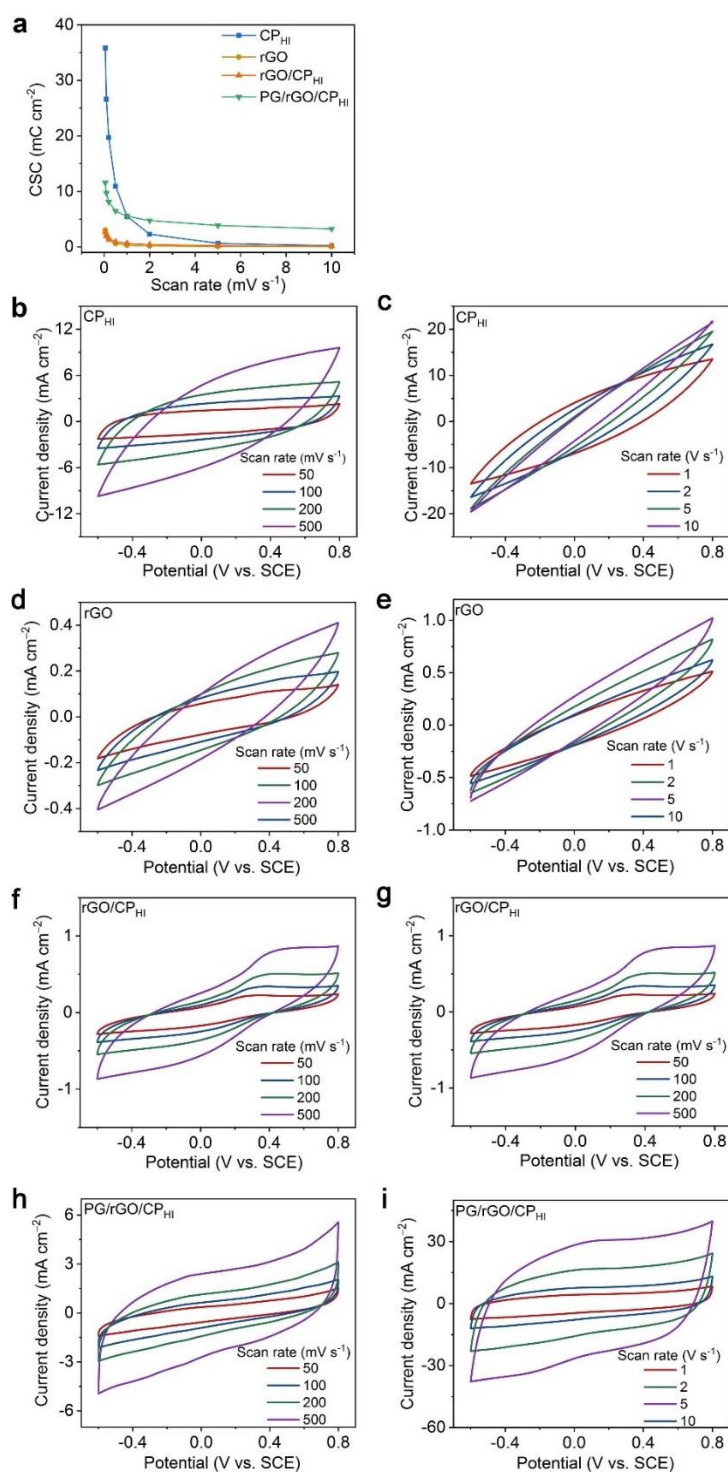 a
CSC (mC cm⁻²)
40
30
20
10
0
CP_HI
rGO
rGO/CP_HI
PG/rGO/CP_HI
0 2 4 6 8 10
Scan rate (mV s⁻¹)
b
CP_HI
Current density (mA cm⁻²)
12
6
0
-6
-12
Scan rate (mV s⁻¹)
50
100
200
500
-0.4 0.0 0.4 0.8
Potential (V vs. SCE)
c
CP_HI
Current density (mA cm⁻²)
20
10
0
-10
-20
Scan rate (V s⁻¹)
1
2
5
10
-0.4 0.0 0.4 0.8
Potential (V vs. SCE)
d
rGO
Current density (mA cm⁻²)
0.4
0.2
0.0
-0.2
-0.4
Scan rate (mV s⁻¹)
50
100
200
500
-0.4 0.0 0.4 0.8
Potential (V vs. SCE)
e
rGO
Current density (mA cm⁻²)
1.0
0.5
0.0
-0.5
-1.0
Scan rate (V s⁻¹)
1
2
5
10
-0.4 0.0 0.4 0.8
Potential (V vs. SCE)
f
rGO/CP_HI
Current density (mA cm⁻²)
1
0
-1
Scan rate (mV s⁻¹)
50
100
200
500
-0.4 0.0 0.4 0.8
Potential (V vs. SCE)
g
rGO/CP_HI
Current density (mA cm⁻²)
1
0
-1
Scan rate (mV s⁻¹)
50
100
200
500
-0.4 0.0 0.4 0.8
Potential (V vs. SCE)
h
PG/rGO/CP_HI
Current density (mA cm⁻²)
6
3
0
-3
-6
Scan rate (mV s⁻¹)
50
100
200
500
-0.4 0.0 0.4 0.8
Potential (V vs. SCE)
i
PG/rGO/CP_HI
Current density (mA cm⁻²)
30
0
-30
-60
Scan rate (V s⁻¹)
1
2
5
10
-0.4 0.0 0.4 0.8
Potential (V vs. SCE)